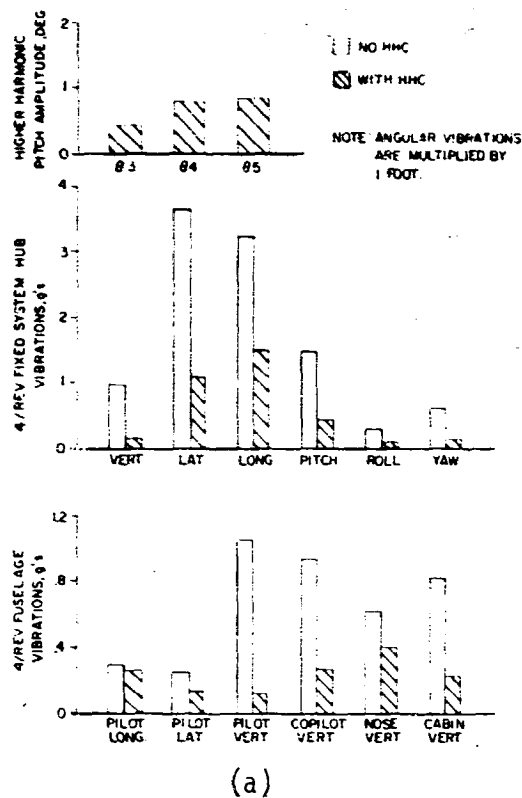 HIGHER HARMONIC
PITCH AMPLITUDE, DEG
2
1
0
θ3
θ4
θ5
NO HHC
WITH HHC
NOTE: ANGULAR VIBRATIONS
ARE MULTIPLIED BY
1 FOOT.
4/REV FIXED SYSTEM HUB
VIBRATIONS, g's
4
3
2
1
0
VERT
LAT
LONG
PITCH
ROLL
YAW
4/REV FUSELAGE
VIBRATIONS, g's
1.2
.8
.4
0
PILOT
LONG
PILOT
LAT
PILOT
VERT
COPILOT
VERT
NOSE
VERT
CABIN
VERT
(a)